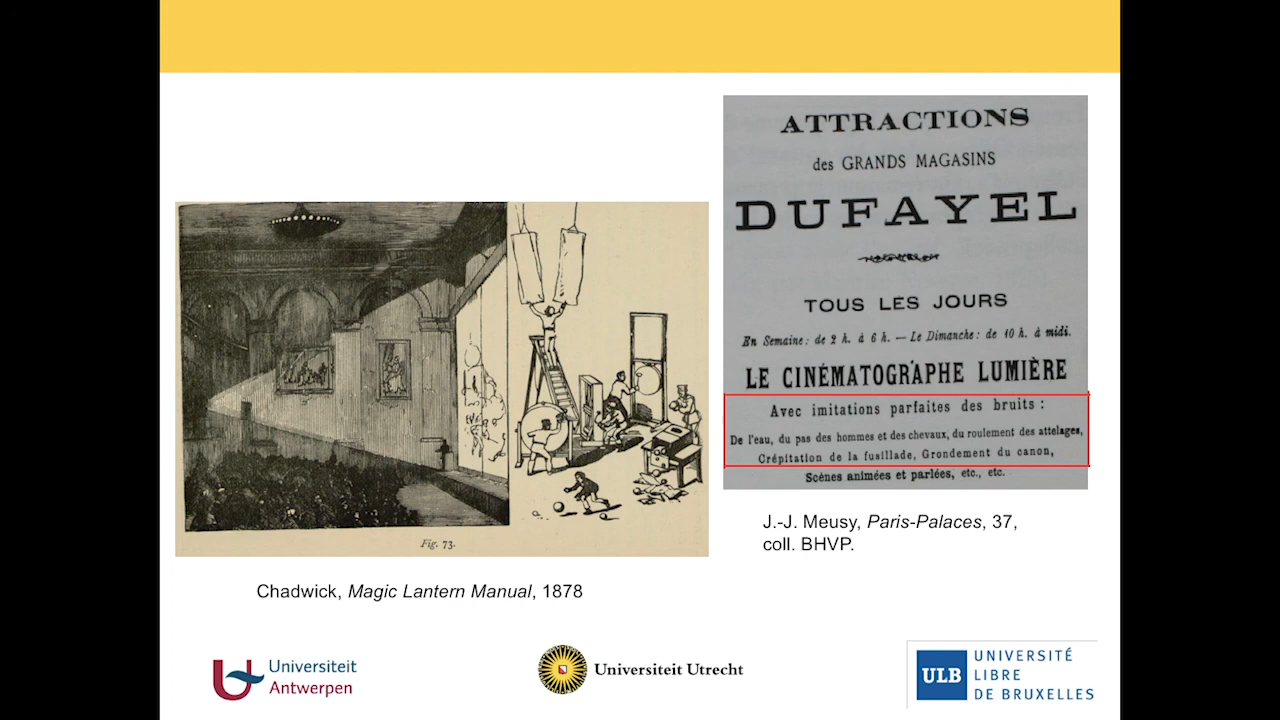 ATTRACTIONS
des GRANDS MAGASINS
DUFAYEL
TOUS LES JOURS
En Semaine: de 2 h. à 6 h. — Le Dimanche: de 10 h. à midi.
LE CINÉMATOGRAPHE LUMIÈRE
Avec imitations parfaites des bruits :
De l'eau, du pas des hommes et des chevaux, du roulement des attelages,
Crépitation de la fusillade, Grondement du canon,
Scènes animées et parlées, etc., etc.
J.-J. Meusy, Paris-Palaces, 37,
coll. BHVP.
Fig. 73.
Chadwick, Magic Lantern Manual, 1878
Universiteit
Antwerpen
Universiteit Utrecht
ULB
UNIVERSITÉ
LIBRE
DE BRUXELLES